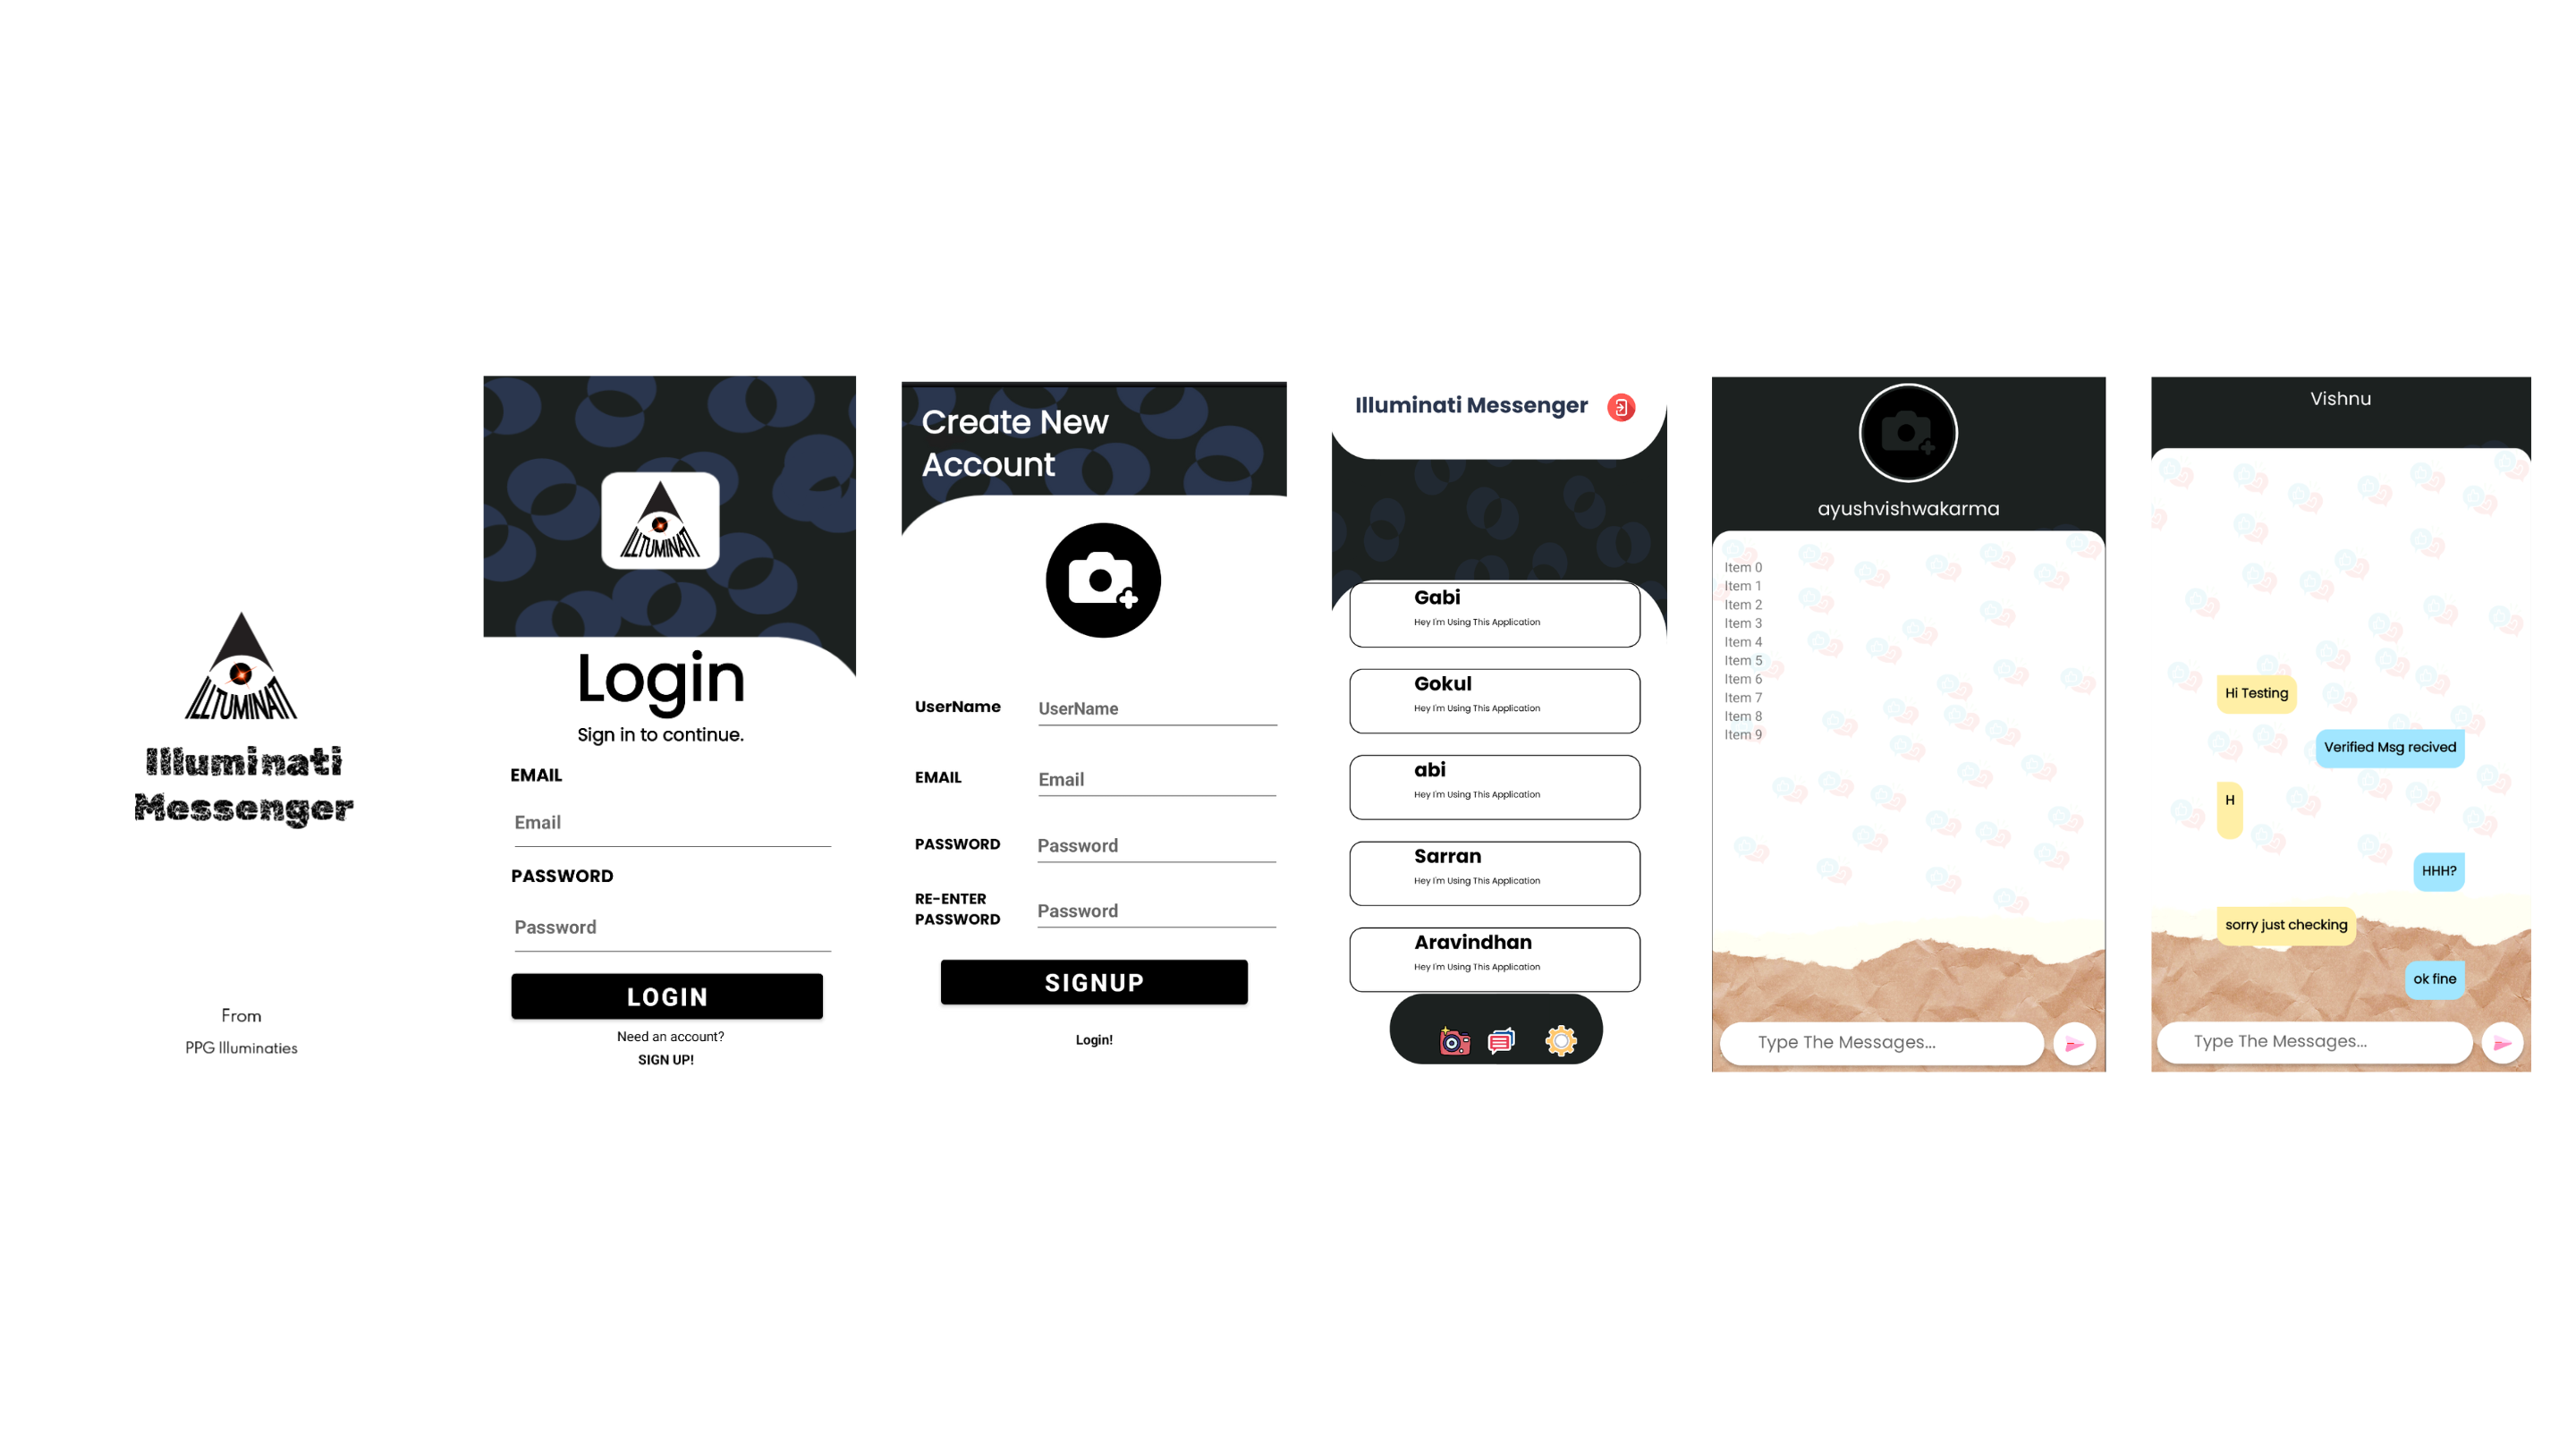 ILLTUMINATI
Illuminati
Messenger
From
PPG Illuminaties
ILLTUMINATI
Login
Sign in to continue.
EMAIL
Email
PASSWORD
Password
LOGIN
Need an account?
SIGN UP!
Create New
Account
UserName UserName
EMAIL Email
PASSWORD Password
RE-ENTER
PASSWORD Password
SIGNUP
Login!
Illuminati Messenger
Gabi
Hey I'm Using This Application
Gokul
Hey I'm Using This Application
abi
Hey I'm Using This Application
Sarran
Hey I'm Using This Application
Aravindhan
Hey I'm Using This Application
ayushvishwakarma
Item 0
Item 1
Item 2
Item 3
Item 4
Item 5
Item 6
Item 7
Item 8
Item 9
Type The Messages...
Vishnu
Hi Testing
Verified Msg recived
H
HHH?
sorry just checking
ok fine
Type The Messages...